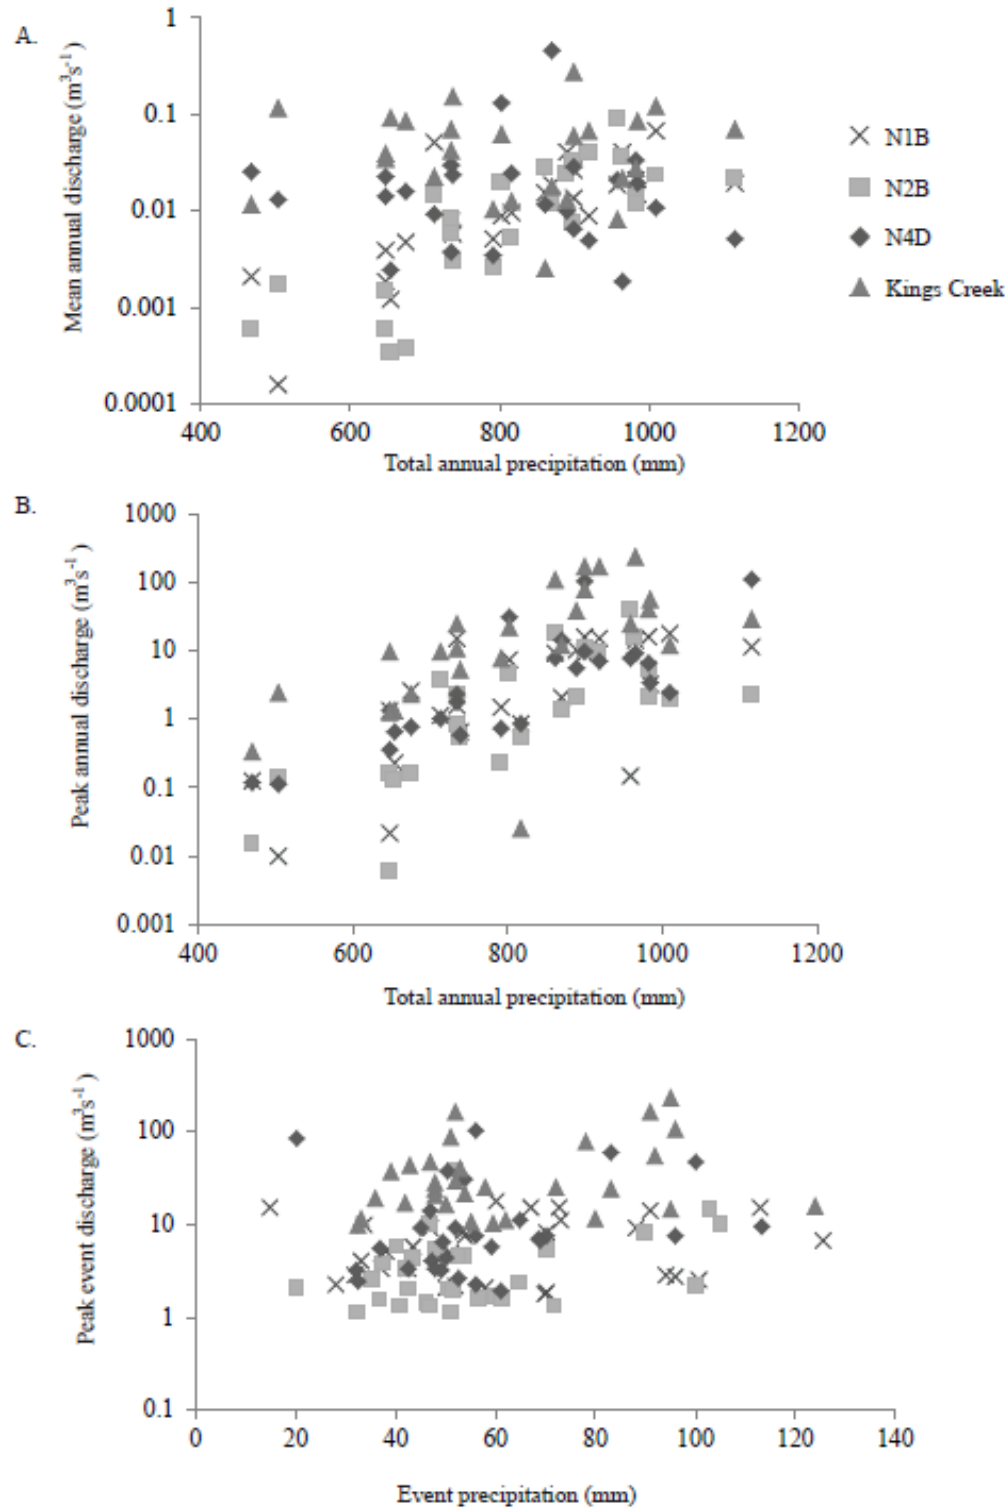 A.
Mean annual discharge (m³s⁻¹)
1
0.1
0.01
0.001
0.0001
400 600 800 1000 1200
Total annual precipitation (mm)
N1B
N2B
N4D
Kings Creek
B.
Peak annual discharge (m³s⁻¹)
1000
100
10
1
0.1
0.01
0.001
400 600 800 1000 1200
Total annual precipitation (mm)
C.
Peak event discharge (m³s⁻¹)
1000
100
10
1
0.1
0 20 40 60 80 100 120 140
Event precipitation (mm)